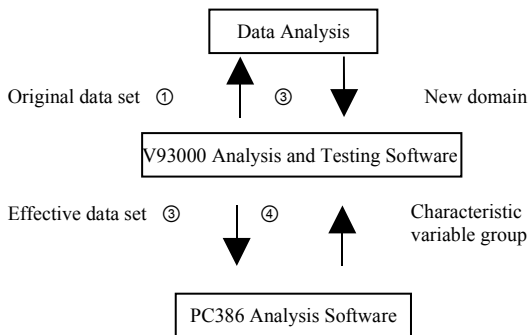 Data Analysis
Original data set ① ③ New domain
V93000 Analysis and Testing Software
Effective data set ③ ④ Characteristic
variable group
PC386 Analysis Software